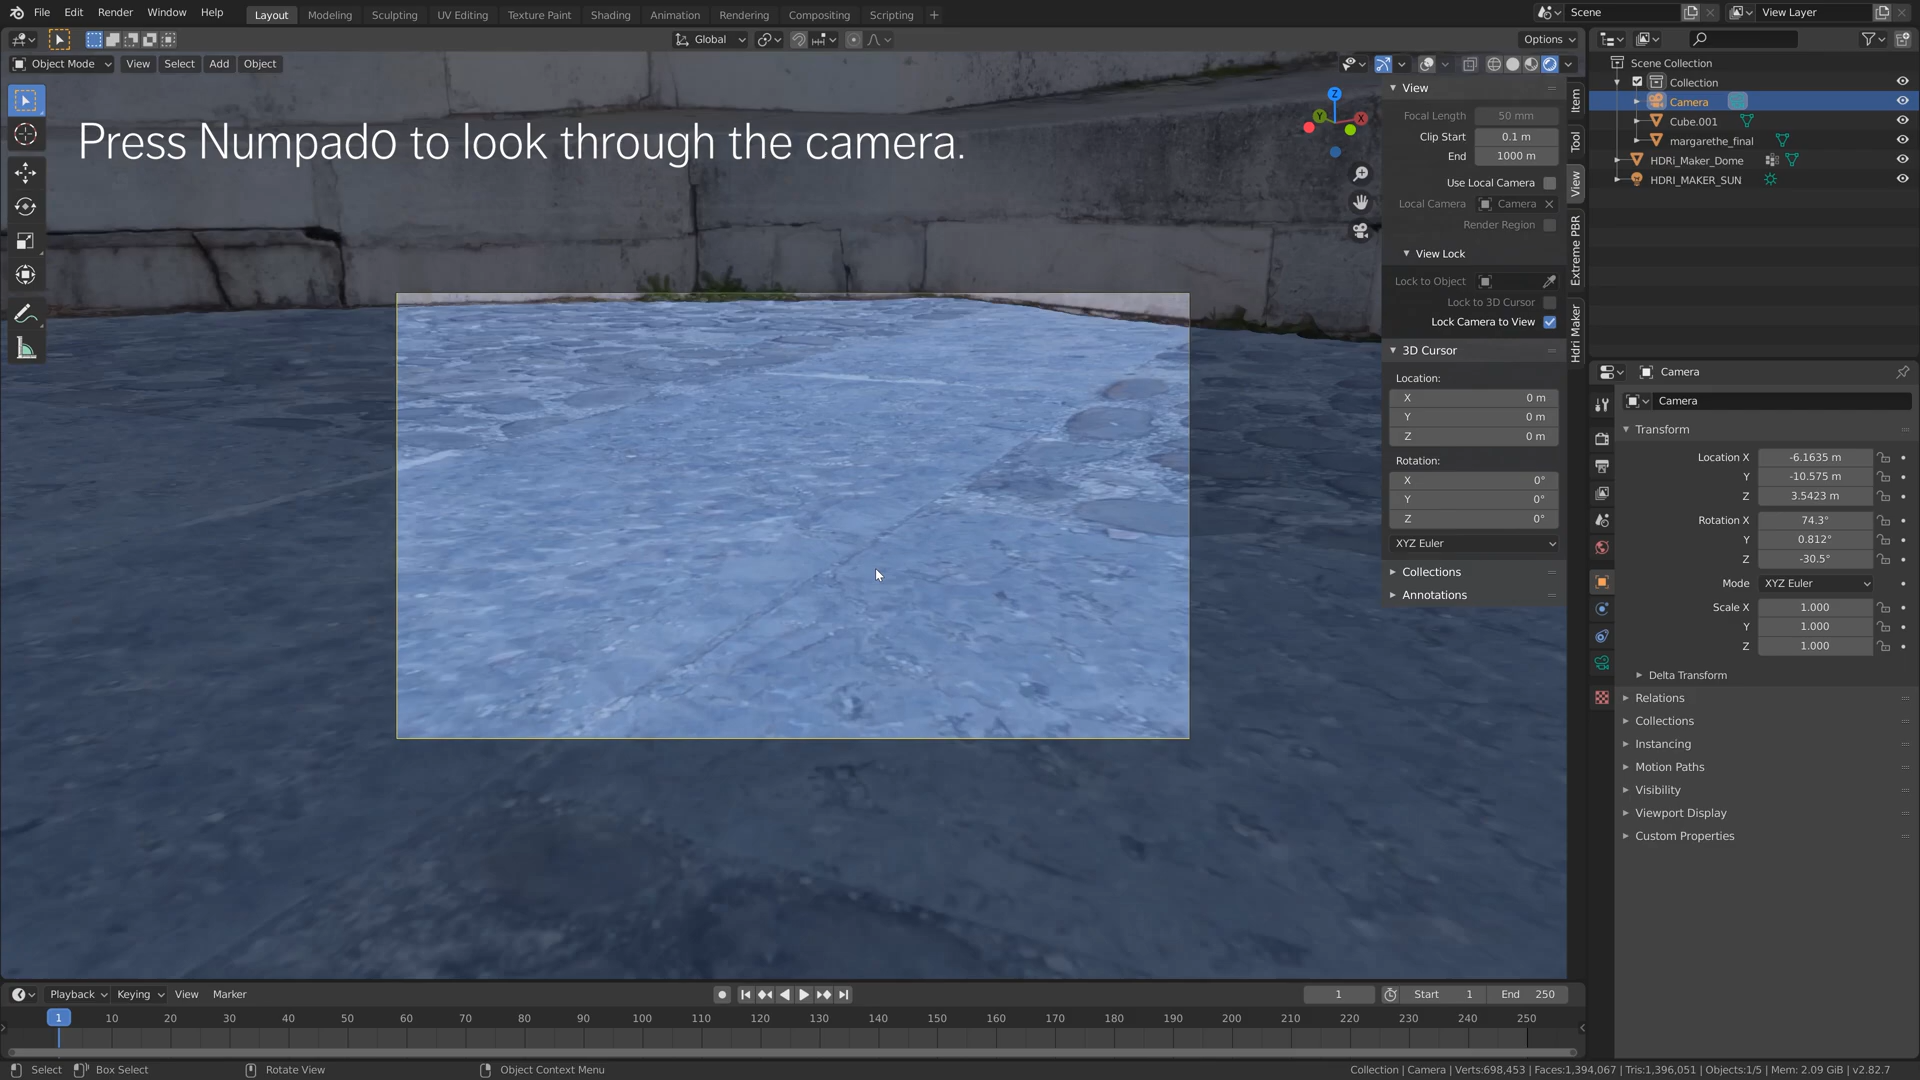 File Edit Render Window Help Layout Modeling Sculpting UV Editing Texture Paint Shading Animation Rendering Compositing Scripting + Scene View Layer
Global Options
Object Mode View Select Add Object
Press Numpad0 to look through the camera.
Z
Y
X
View
Focal Length 50 mm
Clip Start 0.1 m
End 1000 m
Use Local Camera
Local Camera Camera
Render Region
View Lock
Lock to Object
Lock to 3D Cursor
Lock Camera to View
3D Cursor
Location:
X 0 m
Y 0 m
Z 0 m
Rotation:
X 0°
Y 0°
Z 0°
XYZ Euler
Collections
Annotations
Item
Tool
View
Extreme PBR
Hdri Maker
Scene Collection
Collection
Camera
Cube.001
margarethe_final
HDRi_Maker_Dome
HDRI_MAKER_SUN
Camera
Camera
Transform
Location X -6.1635 m
Y -10.575 m
Z 3.5423 m
Rotation X 74.3°
Y 0.812°
Z -30.5°
Mode XYZ Euler
Scale X 1.000
Y 1.000
Z 1.000
Delta Transform
Relations
Collections
Instancing
Motion Paths
Visibility
Viewport Display
Custom Properties
Playback Keying View Marker 1 Start 1 End 250
1 10 20 30 40 50 60 70 80 90 100 110 120 130 140 150 160 170 180 190 200 210 220 230 240 250
Select Box Select Rotate View Object Context Menu Collection | Camera | Verts:698,453 | Faces:1,394,067 | Tris:1,396,051 | Objects:1/5 | Mem: 2.09 GiB | v2.82.7